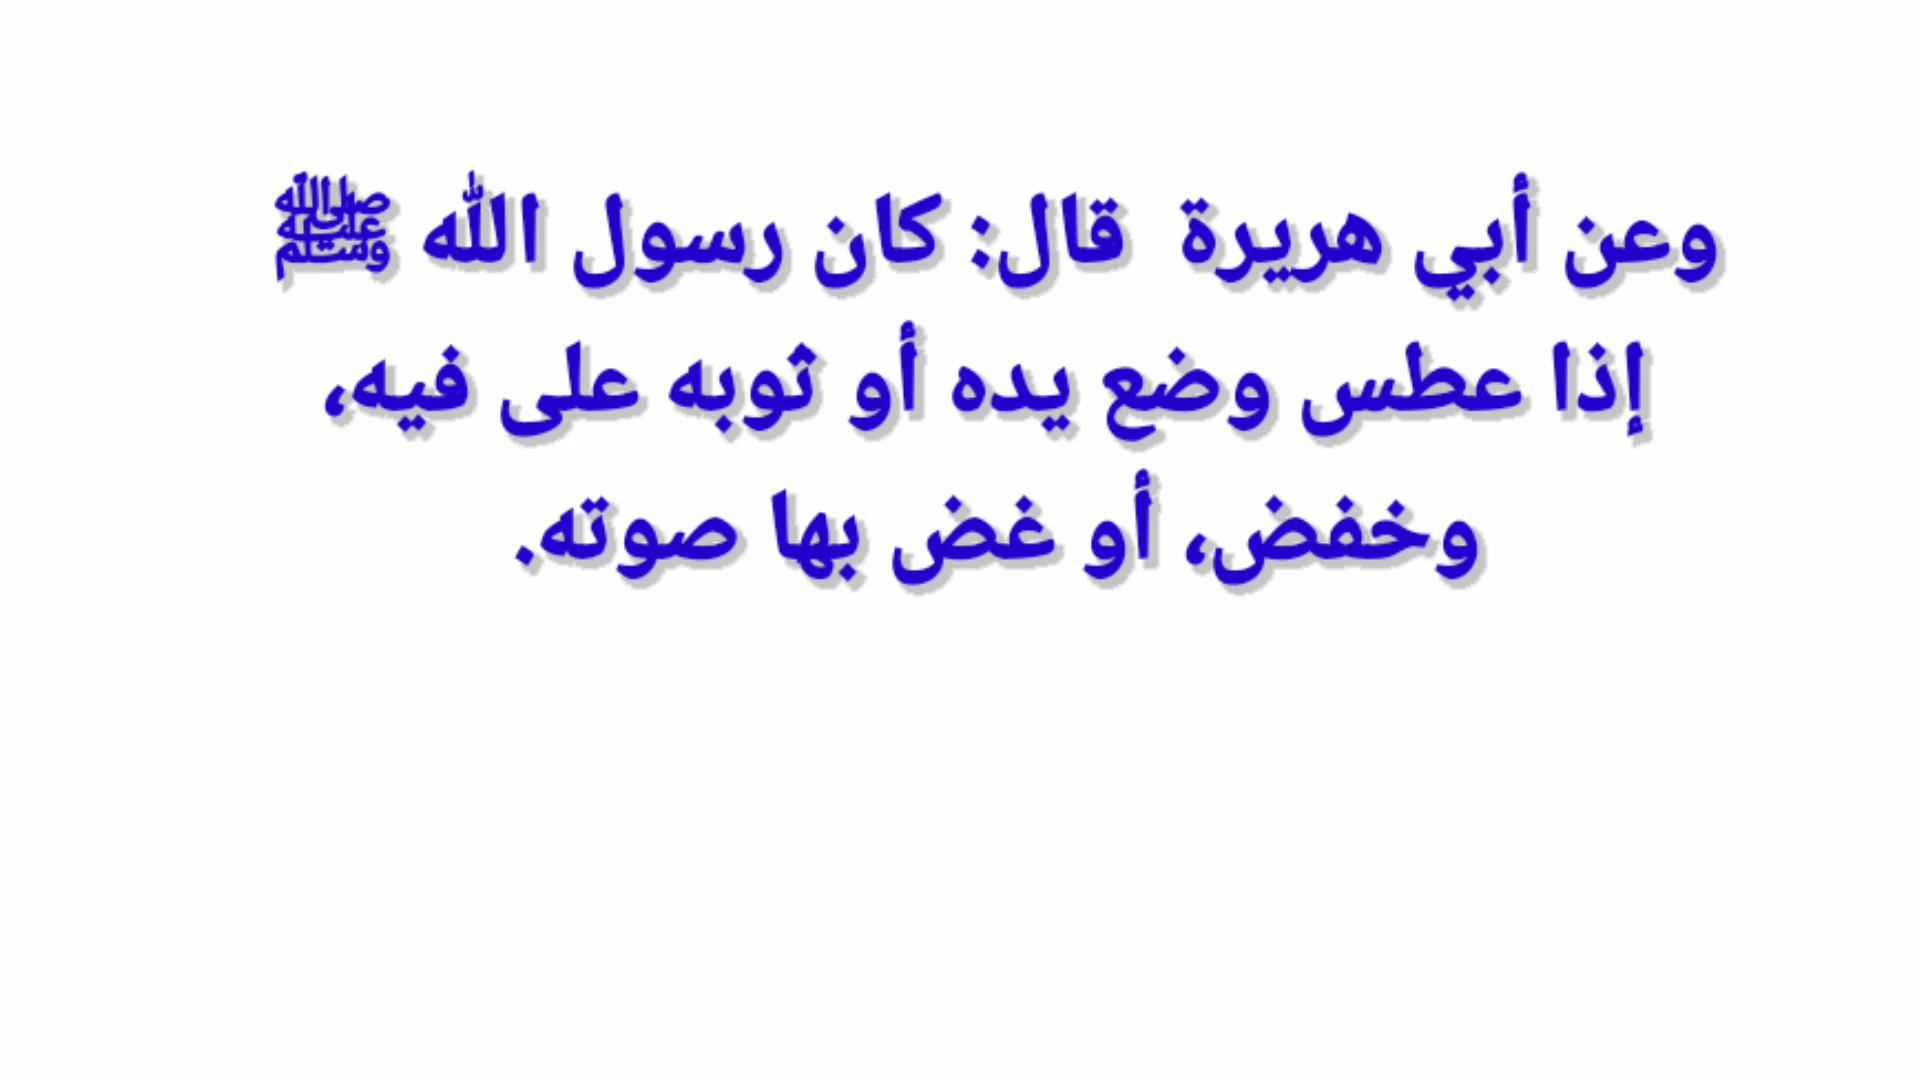 وعن أبي هريرة  قال: كان رسول الله ﷺ
إذا عطس وضع يده أو ثوبه على فيه،
وخفض، أو غض بها صوته.